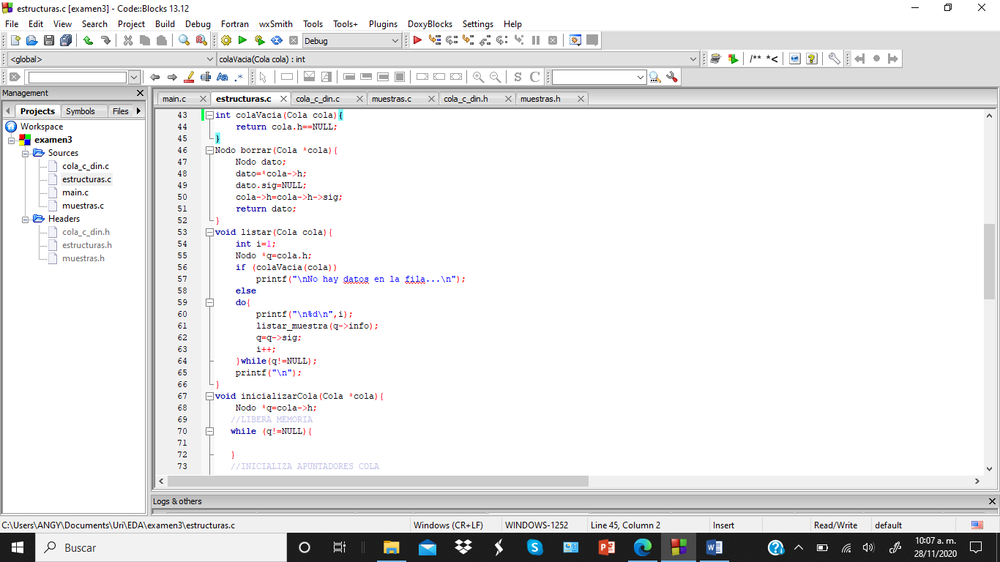 estructuras.c [examen3] - Code::Blocks 13.12
File Edit View Search Project Build Debug Fortran wxSmith Tools Tools+ Plugins DoxyBlocks Settings Help
Debug
<global> colaVacia(Cola cola) : int
/** *<
Aa .* S C
Management
Projects Symbols Files
main.c estructuras.c cola_c_din.c muestras.c cola_c_din.h muestras.h
Workspace
examen3
Sources
cola_c_din.c
estructuras.c
main.c
muestras.c
Headers
cola_c_din.h
estructuras.h
muestras.h
43 int colaVacia(Cola cola){
44 return cola.h==NULL;
45 }
46 Nodo borrar(Cola *cola){
47 Nodo dato;
48 dato=*cola->h;
49 dato.sig=NULL;
50 cola->h=cola->h->sig;
51 return dato;
52 }
53 void listar(Cola cola){
54 int i=1;
55 Nodo *q=cola.h;
56 if (colaVacia(cola))
57 printf("\nNo hay datos en la fila...\n");
58 else
59 do{
60 printf("\n%d\n",i);
61 listar_muestra(q->info);
62 q=q->sig;
63 i++;
64 }while(q!=NULL);
65 printf("\n");
66 }
67 void inicializarCola(Cola *cola){
68 Nodo *q=cola->h;
69 //LIBERA MEMORIA
70 while (q!=NULL){
71
72 }
73 //INICIALIZA APUNTADORES COLA
Logs & others
C:\Users\ANGY\Documents\Uri\EDA\examen3\estructuras.c Windows (CR+LF) WINDOWS-1252 Line 45, Column 2 Insert Read/Write default
Buscar
10:07 a. m.
28/11/2020